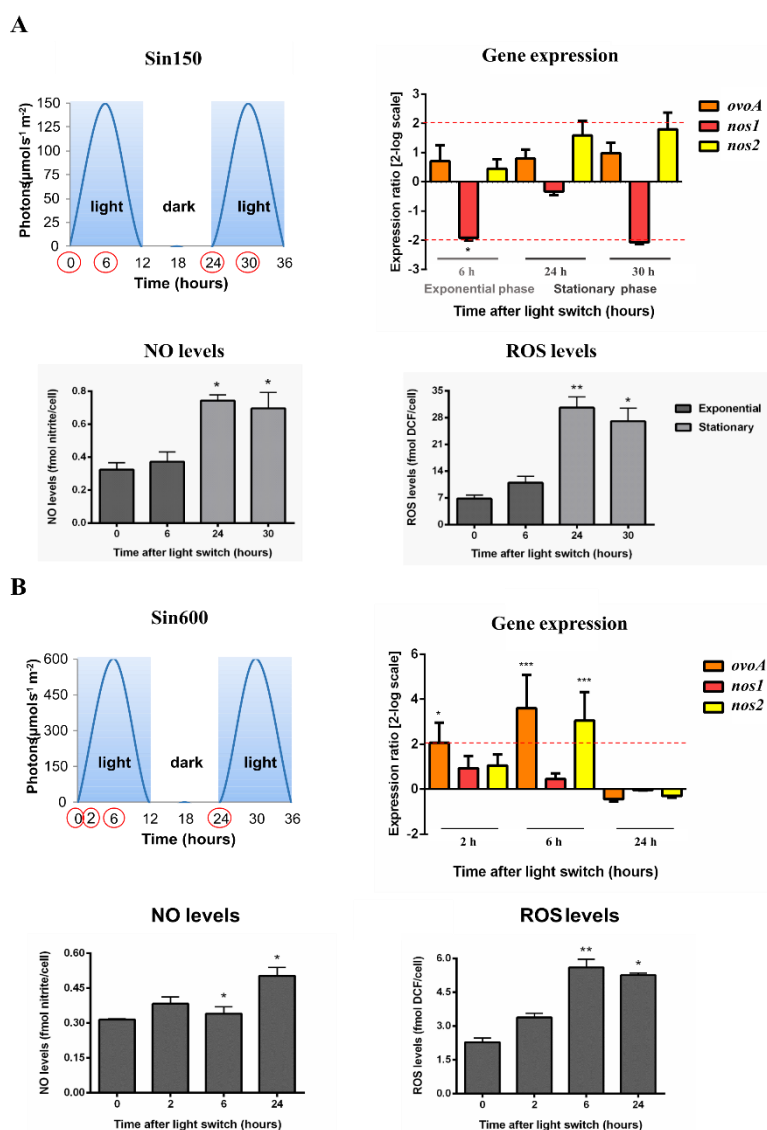 A
Sin150
Photons(µmol s⁻¹ m⁻²)
150
125
100
75
50
25
0
light
dark
light
0 6 12 18 24 30 36
Time (hours)
Gene expression
Expression ratio [2-log scale]
3
2
1
0
-1
-2
-3
*
ovoA
nos1
nos2
6 h 24 h 30 h
Exponential phase Stationary phase
Time after light switch (hours)
NO levels
NO levels (fmol nitrite/cell)
0.8
0.6
0.4
0.2
0.0
* *
0 6 24 30
Time after light switch (hours)
ROS levels
ROS levels (fmol DCF/cell)
35
28
21
14
7
0
** *
Exponential
Stationary
0 6 24 30
Time after light switch (hours)
B
Sin600
Photons(µmol s⁻¹ m⁻²)
600
450
300
150
0
light
dark
light
0 2 6 12 18 24 30 36
Time (hours)
Gene expression
Expression ratio [2-log scale]
6
4
2
0
-2
* *** ***
ovoA
nos1
nos2
2 h 6 h 24 h
Time after light switch (hours)
NO levels
NO levels (fmol nitrite/cell)
0.60
0.45
0.30
0.15
0.00
* *
0 2 6 24
Time after light switch (hours)
ROS levels
ROS levels (fmol DCF/cell)
6.0
4.5
3.0
1.5
0.0
** *
0 2 6 24
Time after light switch (hours)